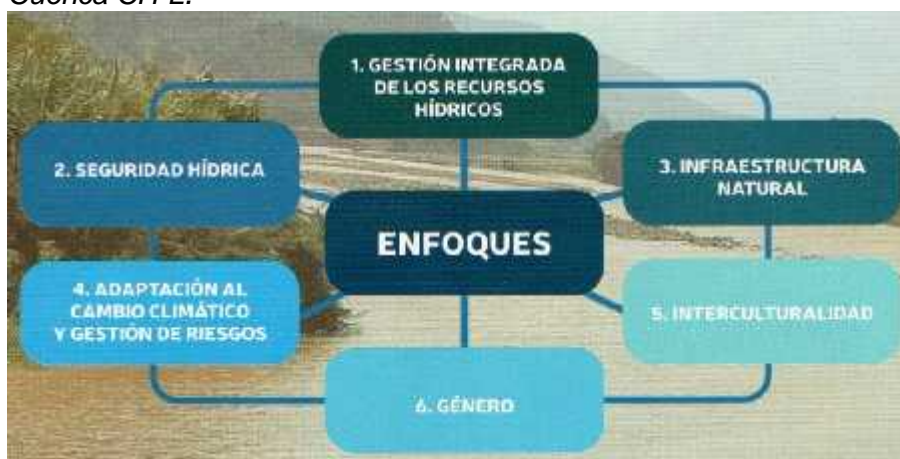 1. GESTIÓN INTEGRADA
DE LOS RECURSOS
HÍDRICOS
2. SEGURIDAD HÍDRICA
3. INFRAESTRUCTURA
NATURAL
ENFOQUES
4. ADAPTACIÓN AL
CAMBIO CLIMÁTICO
Y GESTIÓN DE RIESGOS
5. INTERCULTURALIDAD
6. GÉNERO